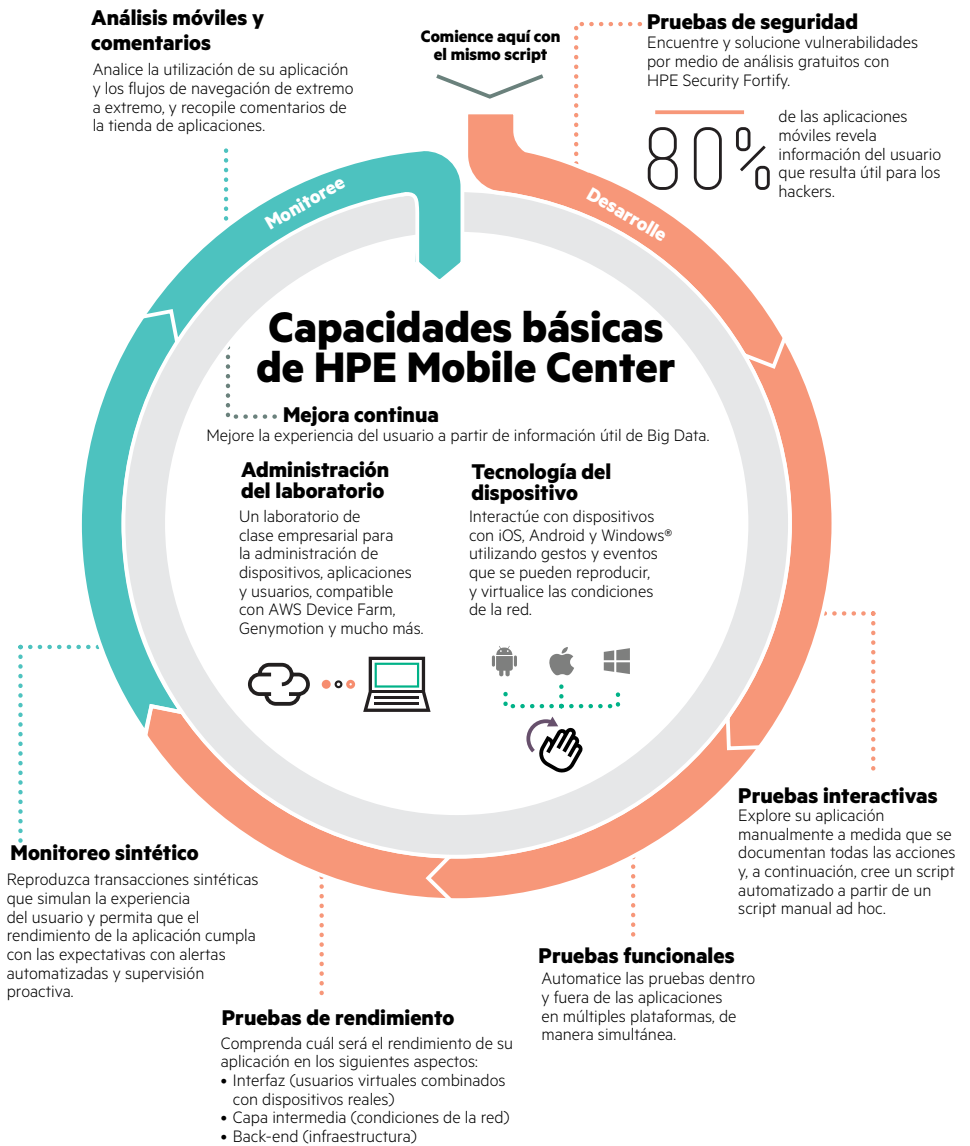 Análisis móviles y
comentarios
Analice la utilización de su aplicación
y los flujos de navegación de extremo
a extremo, y recopile comentarios de
la tienda de aplicaciones.
Comience aquí con
el mismo script
Pruebas de seguridad
Encuentre y solucione vulnerabilidades
por medio de análisis gratuitos con
HPE Security Fortify.
80%
de las aplicaciones
móviles revela
información del usuario
que resulta útil para los
hackers.
Monitoree
Desarrolle
Capacidades básicas
de HPE Mobile Center
Mejora continua
Mejore la experiencia del usuario a partir de información útil de Big Data.
Administración
del laboratorio
Un laboratorio de
clase empresarial para
la administración de
dispositivos, aplicaciones
y usuarios, compatible
con AWS Device Farm,
Genymotion y mucho más.
Tecnología del
dispositivo
Interactúe con dispositivos
con iOS, Android y Windows®
utilizando gestos y eventos
que se pueden reproducir,
y virtualice las condiciones
de la red.
Pruebas interactivas
Explore su aplicación
manualmente a medida que se
documentan todas las acciones
y, a continuación, cree un script
automatizado a partir de un
script manual ad hoc.
Monitoreo sintético
Reproduzca transacciones sintéticas
que simulan la experiencia
del usuario y permita que el
rendimiento de la aplicación cumpla
con las expectativas con alertas
automatizadas y supervisión
proactiva.
Pruebas funcionales
Automatice las pruebas dentro
y fuera de las aplicaciones
en múltiples plataformas, de
manera simultánea.
Pruebas de rendimiento
Comprenda cuál será el rendimiento de su
aplicación en los siguientes aspectos:
• Interfaz (usuarios virtuales combinados
con dispositivos reales)
• Capa intermedia (condiciones de la red)
• Back-end (infraestructura)